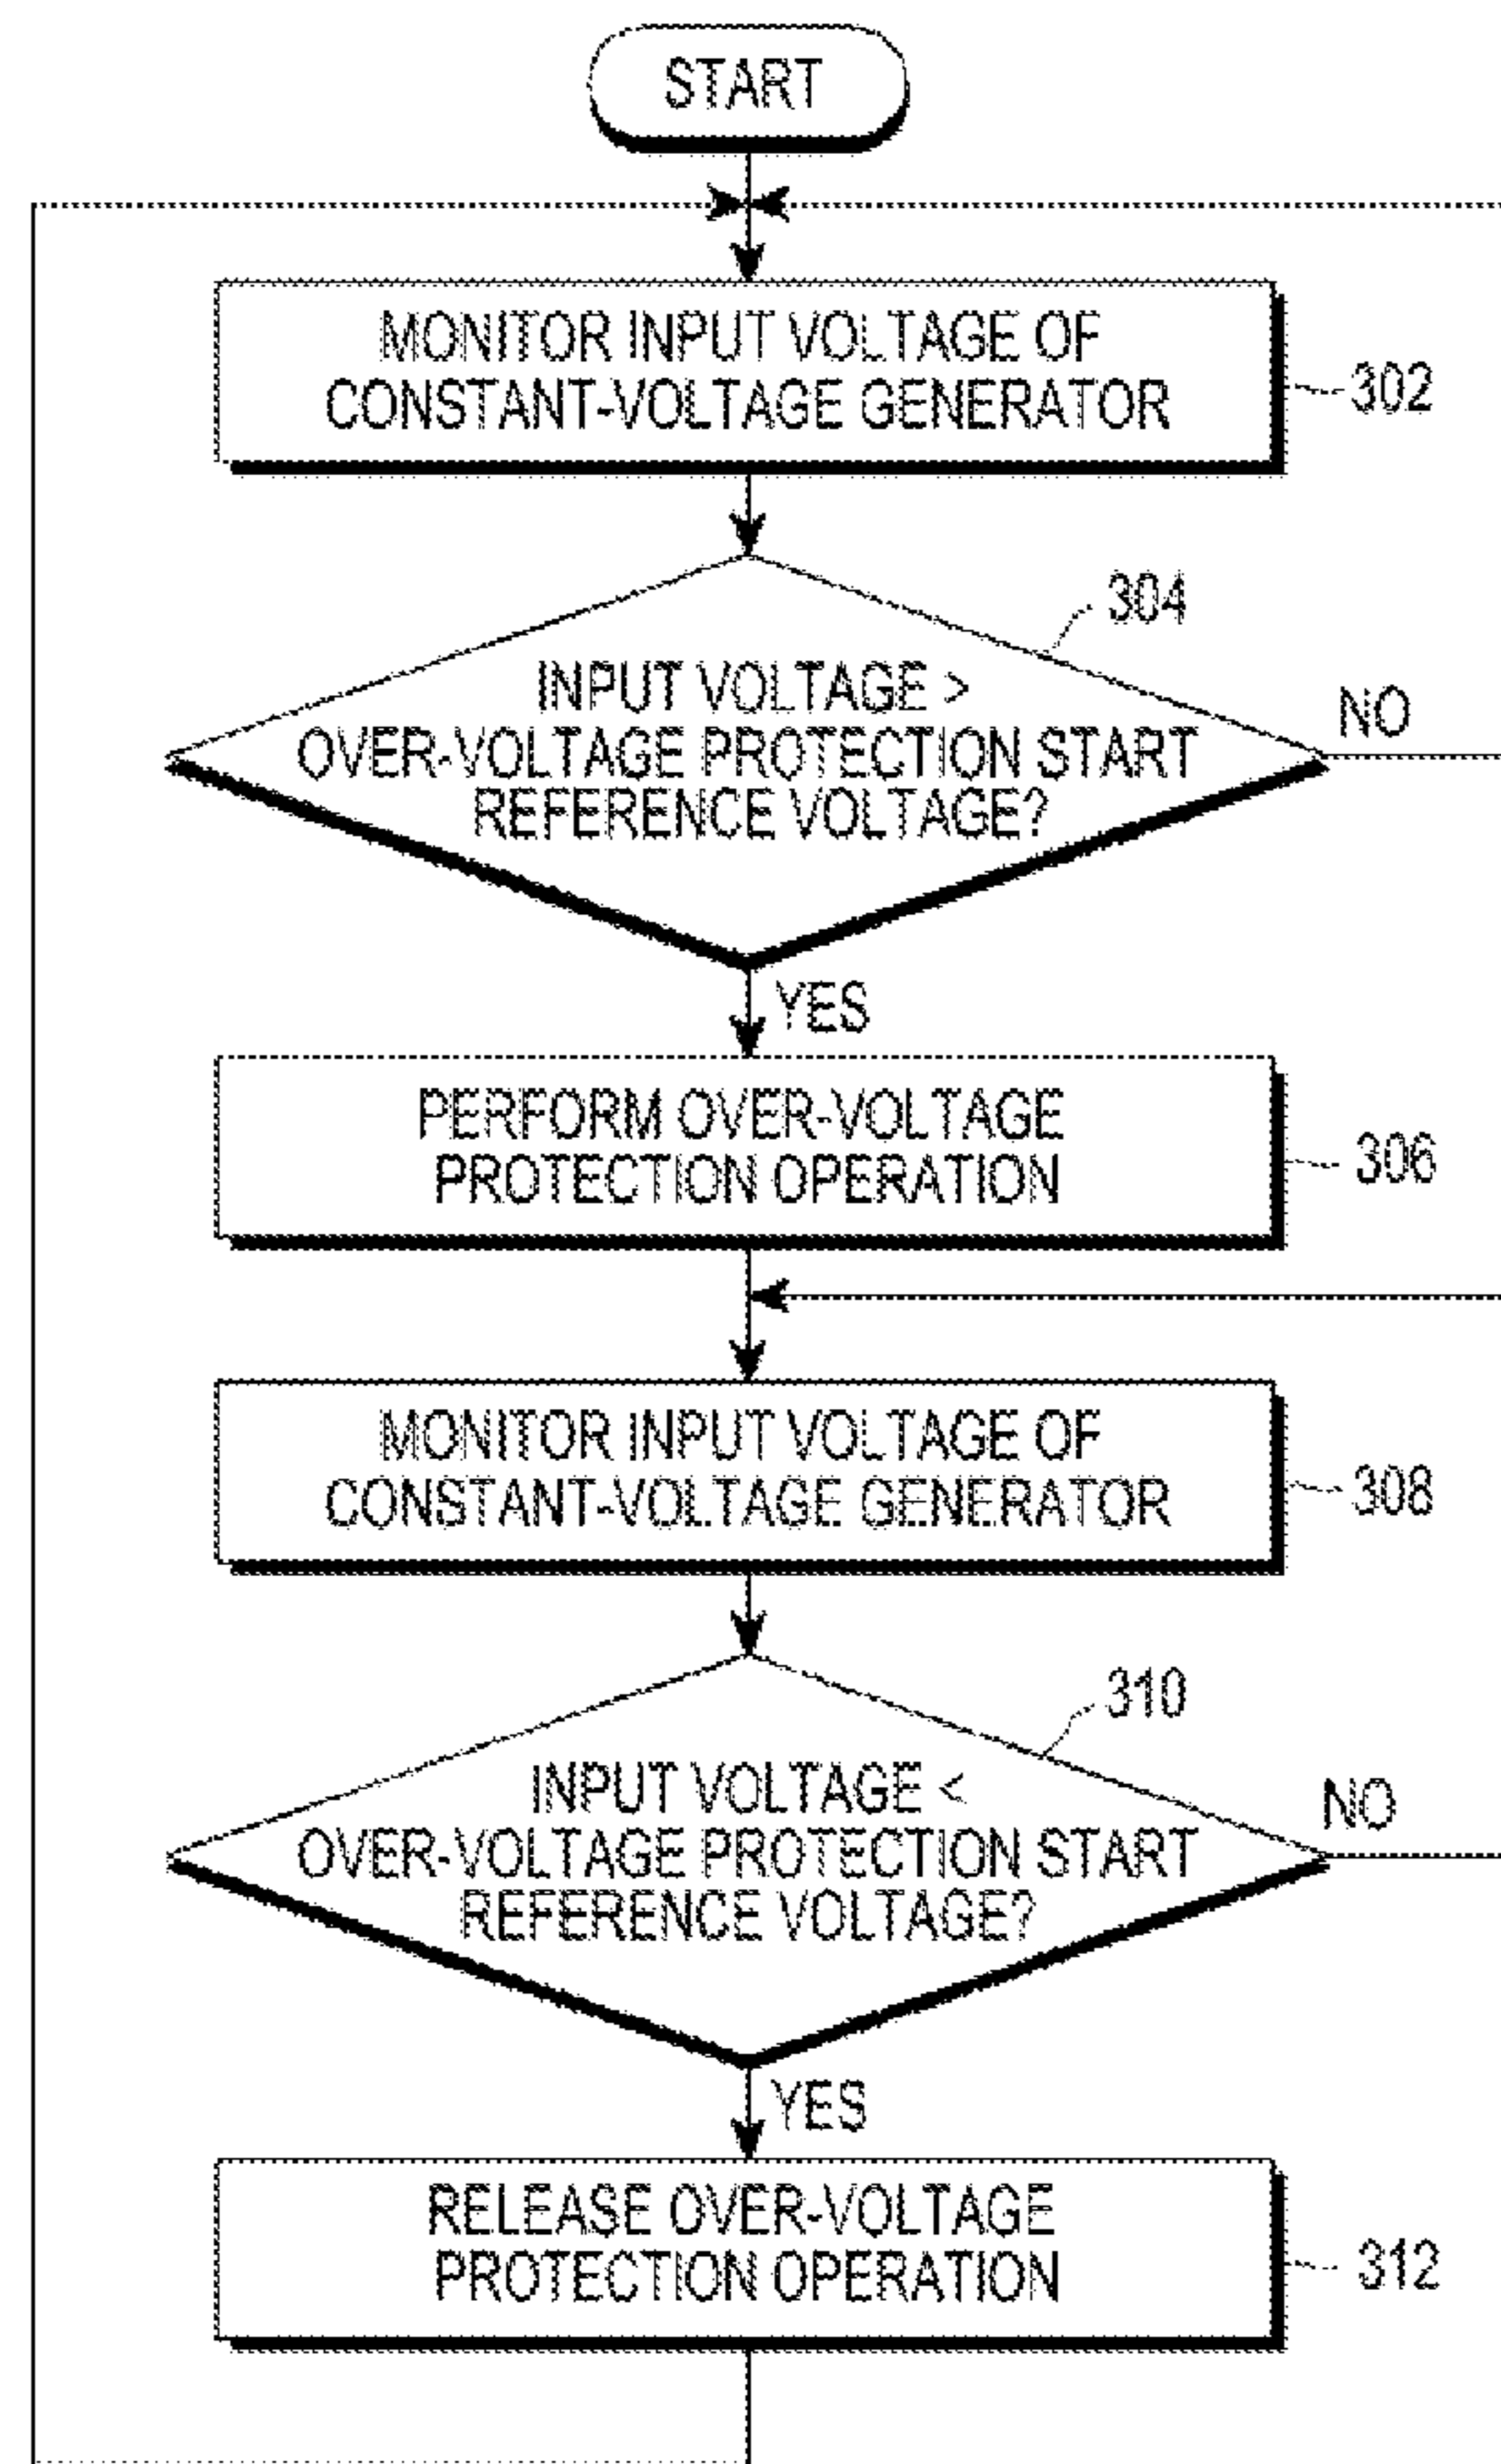 START
MONITOR INPUT VOLTAGE OF
CONSTANT-VOLTAGE GENERATOR
302
304
INPUT VOLTAGE >
OVER-VOLTAGE PROTECTION START
REFERENCE VOLTAGE?
NO
YES
PERFORM OVER-VOLTAGE
PROTECTION OPERATION
306
MONITOR INPUT VOLTAGE OF
CONSTANT-VOLTAGE GENERATOR
308
310
INPUT VOLTAGE <
OVER-VOLTAGE PROTECTION START
REFERENCE VOLTAGE?
NO
YES
RELEASE OVER-VOLTAGE
PROTECTION OPERATION
312